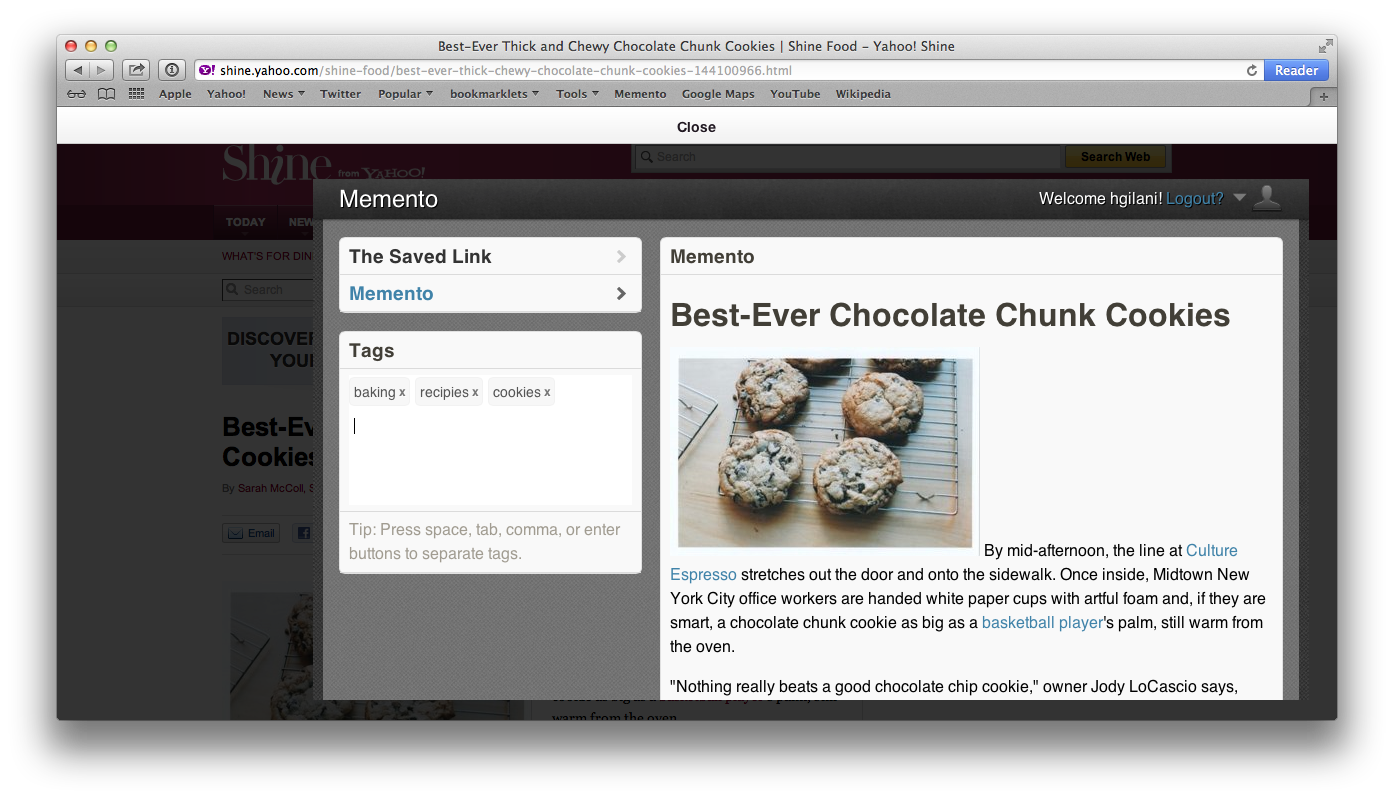 Best-Ever Thick and Chewy Chocolate Chunk Cookies | Shine Food - Yahoo! Shine
shine.yahoo.com/shine-food/best-ever-thick-chewy-chocolate-chunk-cookies-144100966.html
Reader
Apple Yahoo! News Twitter Popular bookmarklets Tools Memento Google Maps YouTube Wikipedia
Close
Shine from YAHOO!
Search
Search Web
TODAY NEW
WHAT'S FOR DIN
Search
DISCOVER
YOU
Best-Ev
Cookies
By Sarah McColl, S
Email
Memento
Welcome hgilani! Logout?
The Saved Link
Memento
Tags
baking x recipies x cookies x
Tip: Press space, tab, comma, or enter
buttons to separate tags.
Memento
Best-Ever Chocolate Chunk Cookies
By mid-afternoon, the line at Culture
Espresso stretches out the door and onto the sidewalk. Once inside, Midtown New
York City office workers are handed white paper cups with artful foam and, if they are
smart, a chocolate chunk cookie as big as a basketball player's palm, still warm from
the oven.
"Nothing really beats a good chocolate chip cookie," owner Jody LoCascio says,
warm from the oven